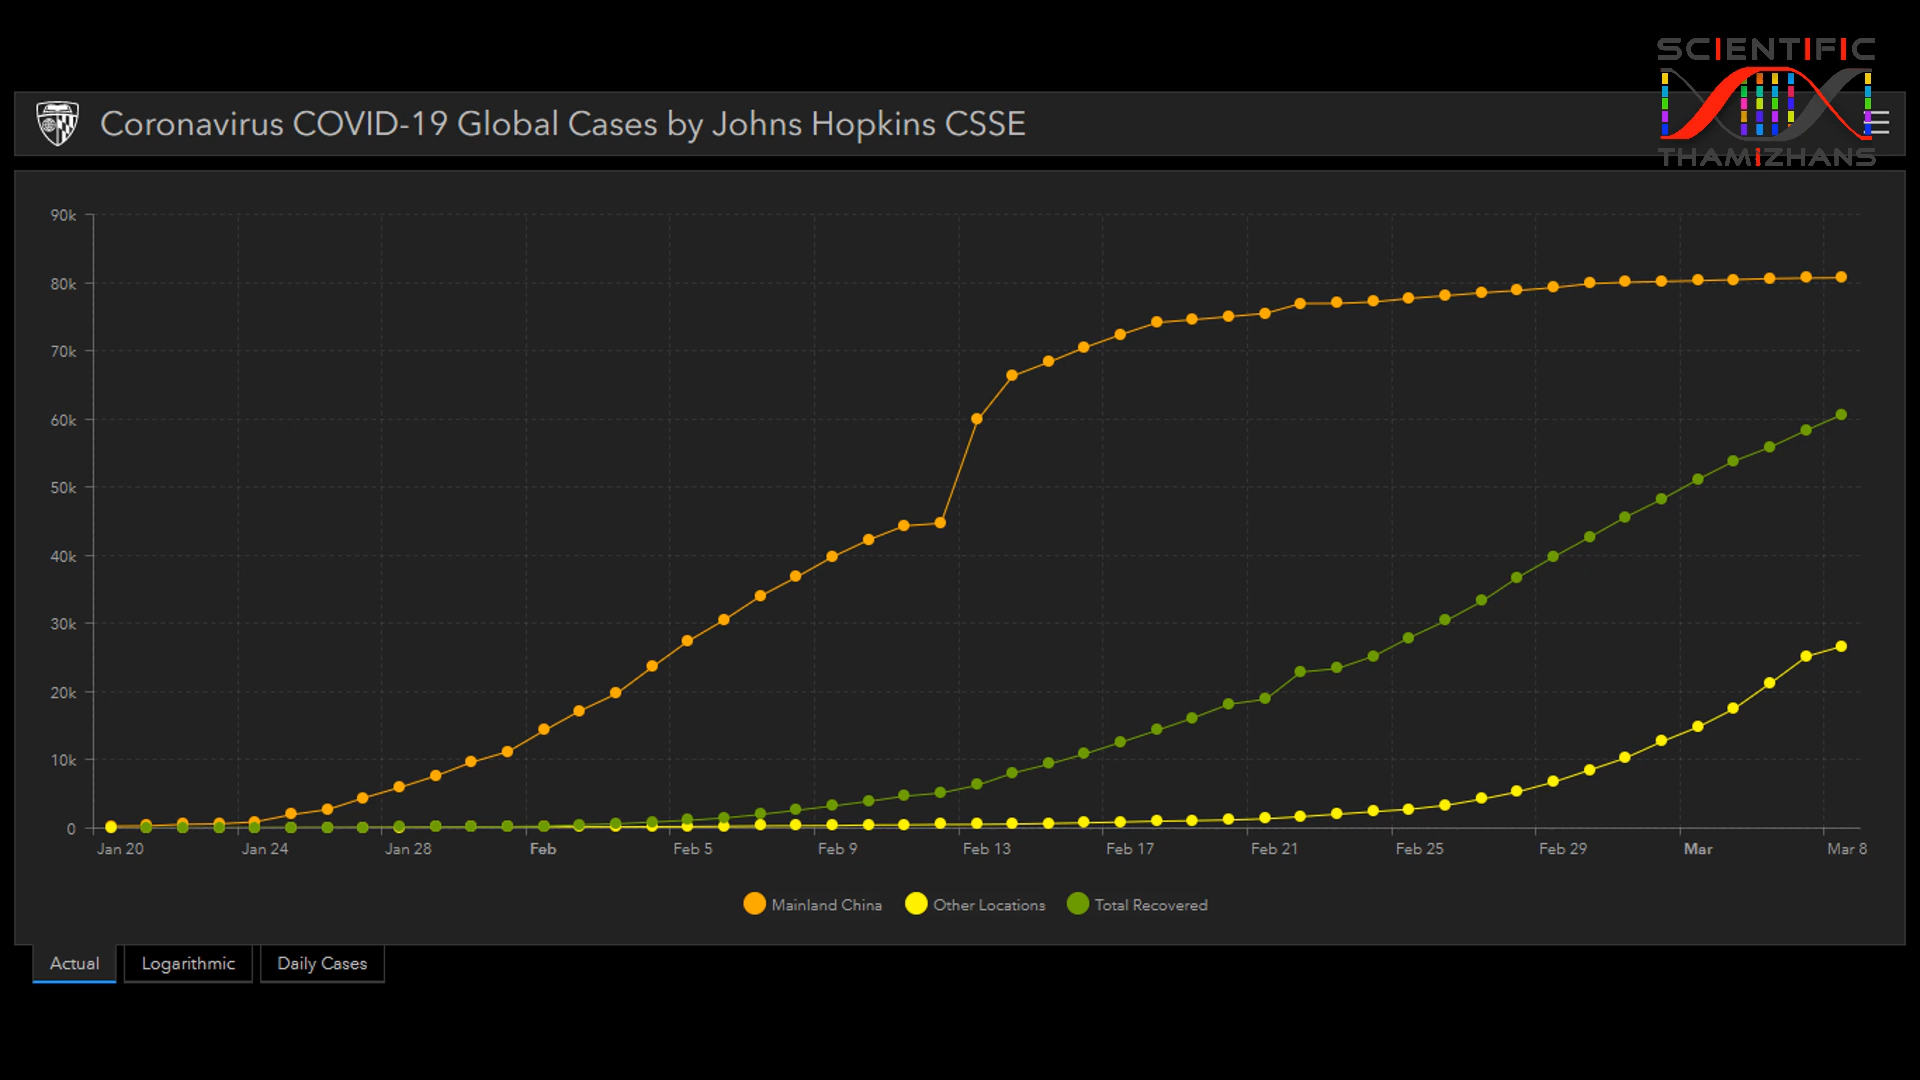 SCIENTIFIC
THAMIZHANS
Coronavirus COVID-19 Global Cases by Johns Hopkins CSSE
90k
80k
70k
60k
50k
40k
30k
20k
10k
0
Jan 20 Jan 24 Jan 28 Feb Feb 5 Feb 9 Feb 13 Feb 17 Feb 21 Feb 25 Feb 29 Mar Mar 8
Mainland China Other Locations Total Recovered
Actual Logarithmic Daily Cases